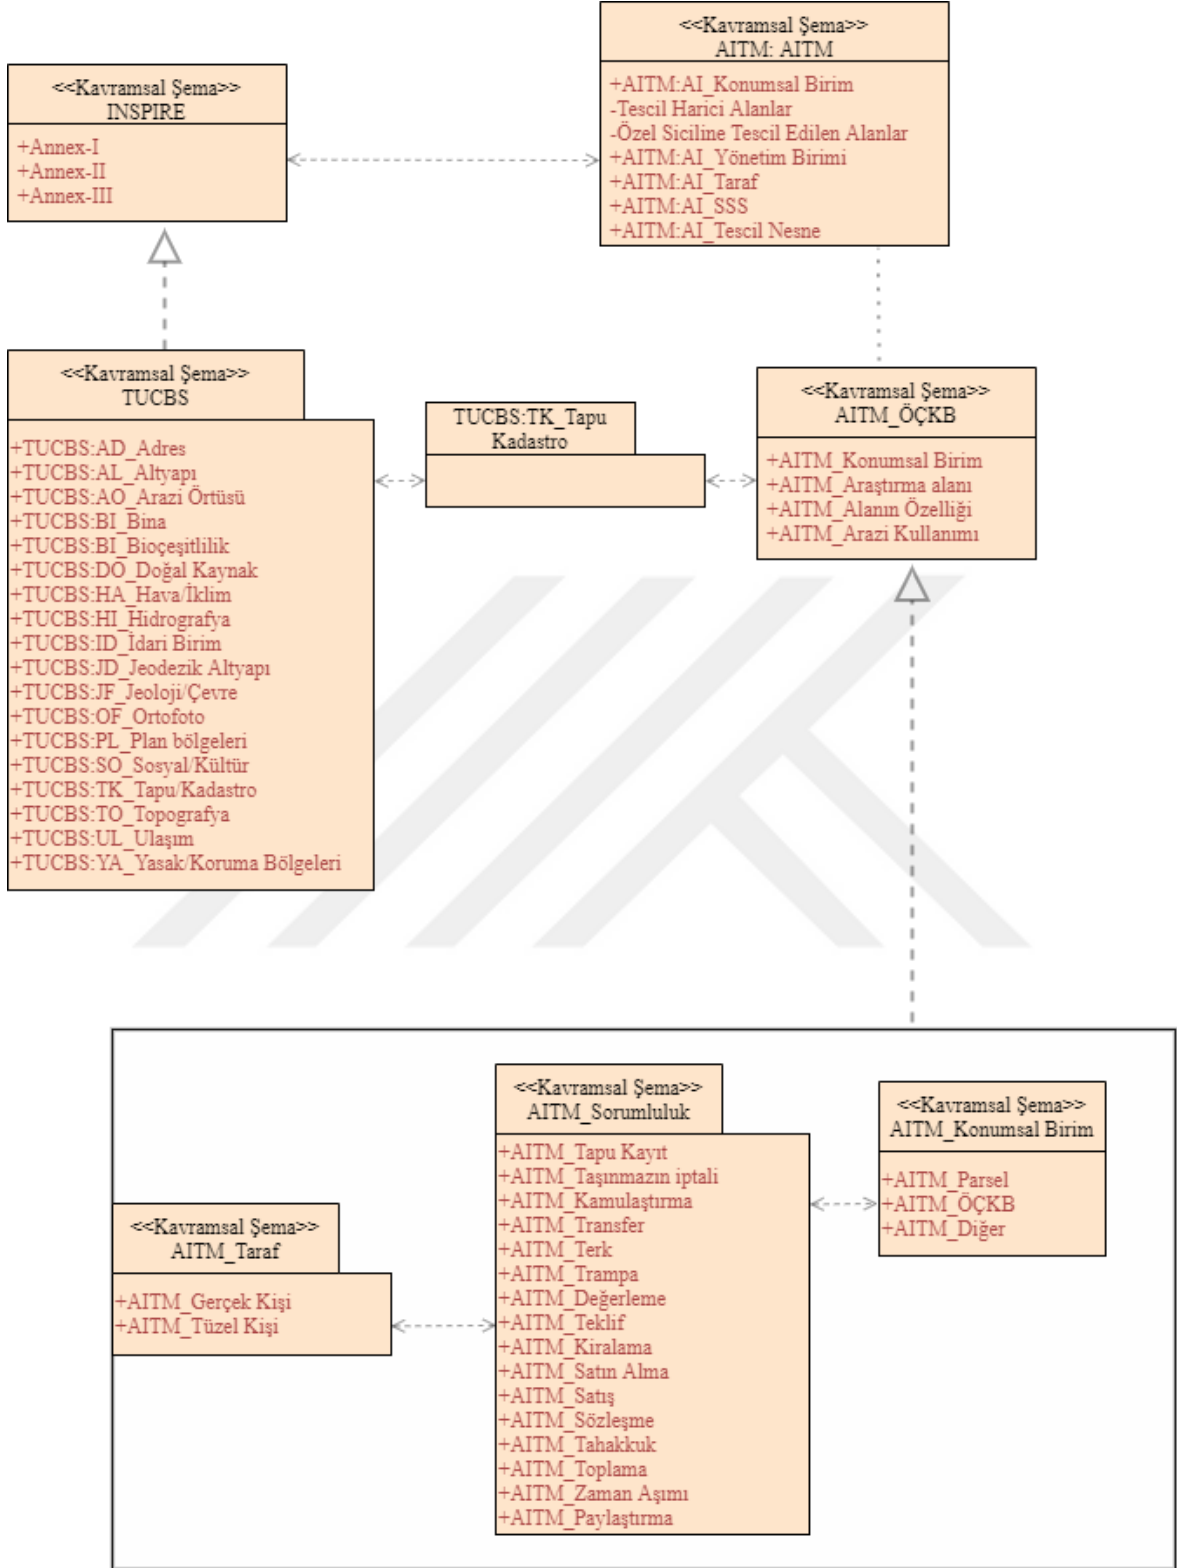 <<Kavramsal Şema>>
AITM: AITM
+AITM:AI_Konumsal Birim
-Tescil Harici Alanlar
-Özel Siciline Tescil Edilen Alanlar
+AITM:AI_Yönetim Birimi
+AITM:AI_Taraf
+AITM:AI_SSS
+AITM:AI_Tescil Nesne
<<Kavramsal Şema>>
INSPIRE
+Annex-I
+Annex-II
+Annex-III
<<Kavramsal Şema>>
TUCBS
+TUCBS:AD_Adres
+TUCBS:AL_Altyapı
+TUCBS:AO_Arazi Örtüsü
+TUCBS:BI_Bina
+TUCBS:BI_Bioçeşitlilik
+TUCBS:DO_Doğal Kaynak
+TUCBS:HA_Hava/İklim
+TUCBS:HI_Hidrografya
+TUCBS:ID_İdari Birim
+TUCBS:JD_Jeodezik Altyapı
+TUCBS:JF_Jeoloji/Çevre
+TUCBS:OF_Ortofoto
+TUCBS:PL_Plan bölgeleri
+TUCBS:SO_Sosyal/Kültür
+TUCBS:TK_Tapu/Kadastro
+TUCBS:TO_Topografya
+TUCBS:UL_Ulaşım
+TUCBS:YA_Yasak/Koruma Bölgeleri
TUCBS:TK_Tapu
Kadastro
<<Kavramsal Şema>>
AITM_ÖÇKB
+AITM_Konumsal Birim
+AITM_Araştırma alanı
+AITM_Alanın Özelliği
+AITM_Arazi Kullanımı
<<Kavramsal Şema>>
AITM_Taraf
+AITM_Gerçek Kişi
+AITM_Tüzel Kişi
<<Kavramsal Şema>>
AITM_Sorumluluk
+AITM_Tapu Kayıt
+AITM_Taşınmazın iptali
+AITM_Kamulaştırma
+AITM_Transfer
+AITM_Terk
+AITM_Trampa
+AITM_Değerleme
+AITM_Teklif
+AITM_Kiralama
+AITM_Satın Alma
+AITM_Satış
+AITM_Sözleşme
+AITM_Tahakkuk
+AITM_Toplama
+AITM_Zaman Aşımı
+AITM_Paylaştırma
<<Kavramsal Şema>>
AITM_Konumsal Birim
+AITM_Parsel
+AITM_ÖÇKB
+AITM_Diğer